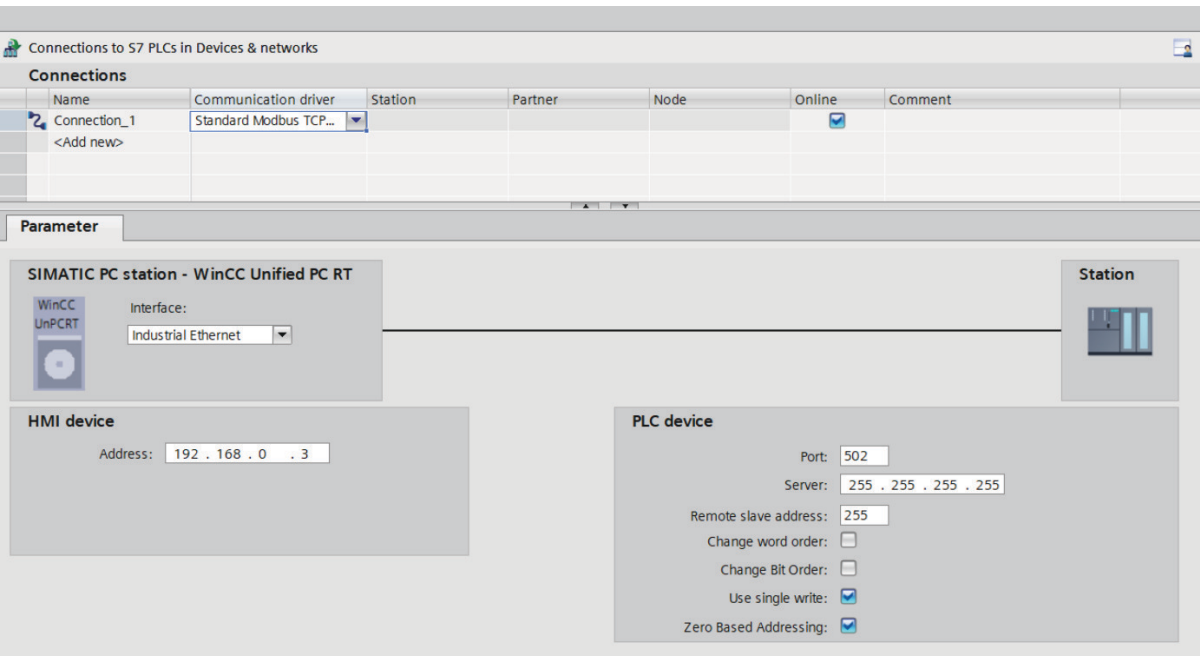 Connections to S7 PLCs in Devices & networks
Connections
Name Communication driver Station Partner Node Online Comment
Connection_1 Standard Modbus TCP...
<Add new>
Parameter
SIMATIC PC station - WinCC Unified PC RT
Station
WinCC
UnPCRT
Interface:
Industrial Ethernet
HMI device
Address: 192 . 168 . 0 . 3
PLC device
Port: 502
Server: 255 . 255 . 255 . 255
Remote slave address: 255
Change word order:
Change Bit Order:
Use single write:
Zero Based Addressing: